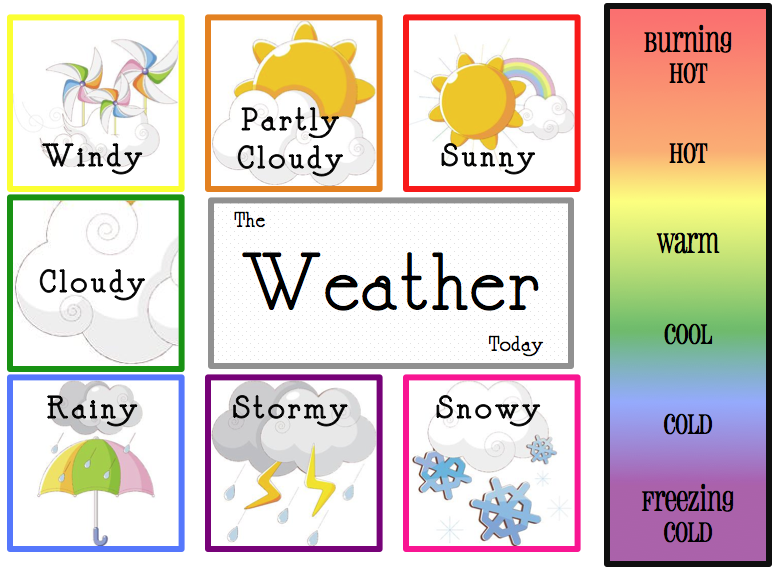 Windy
Partly
Cloudy
Sunny
Cloudy
The
Weather
Today
Rainy
Stormy
Snowy
Burning
HOT
HOT
warm
COOL
COLD
Freezing
COLD